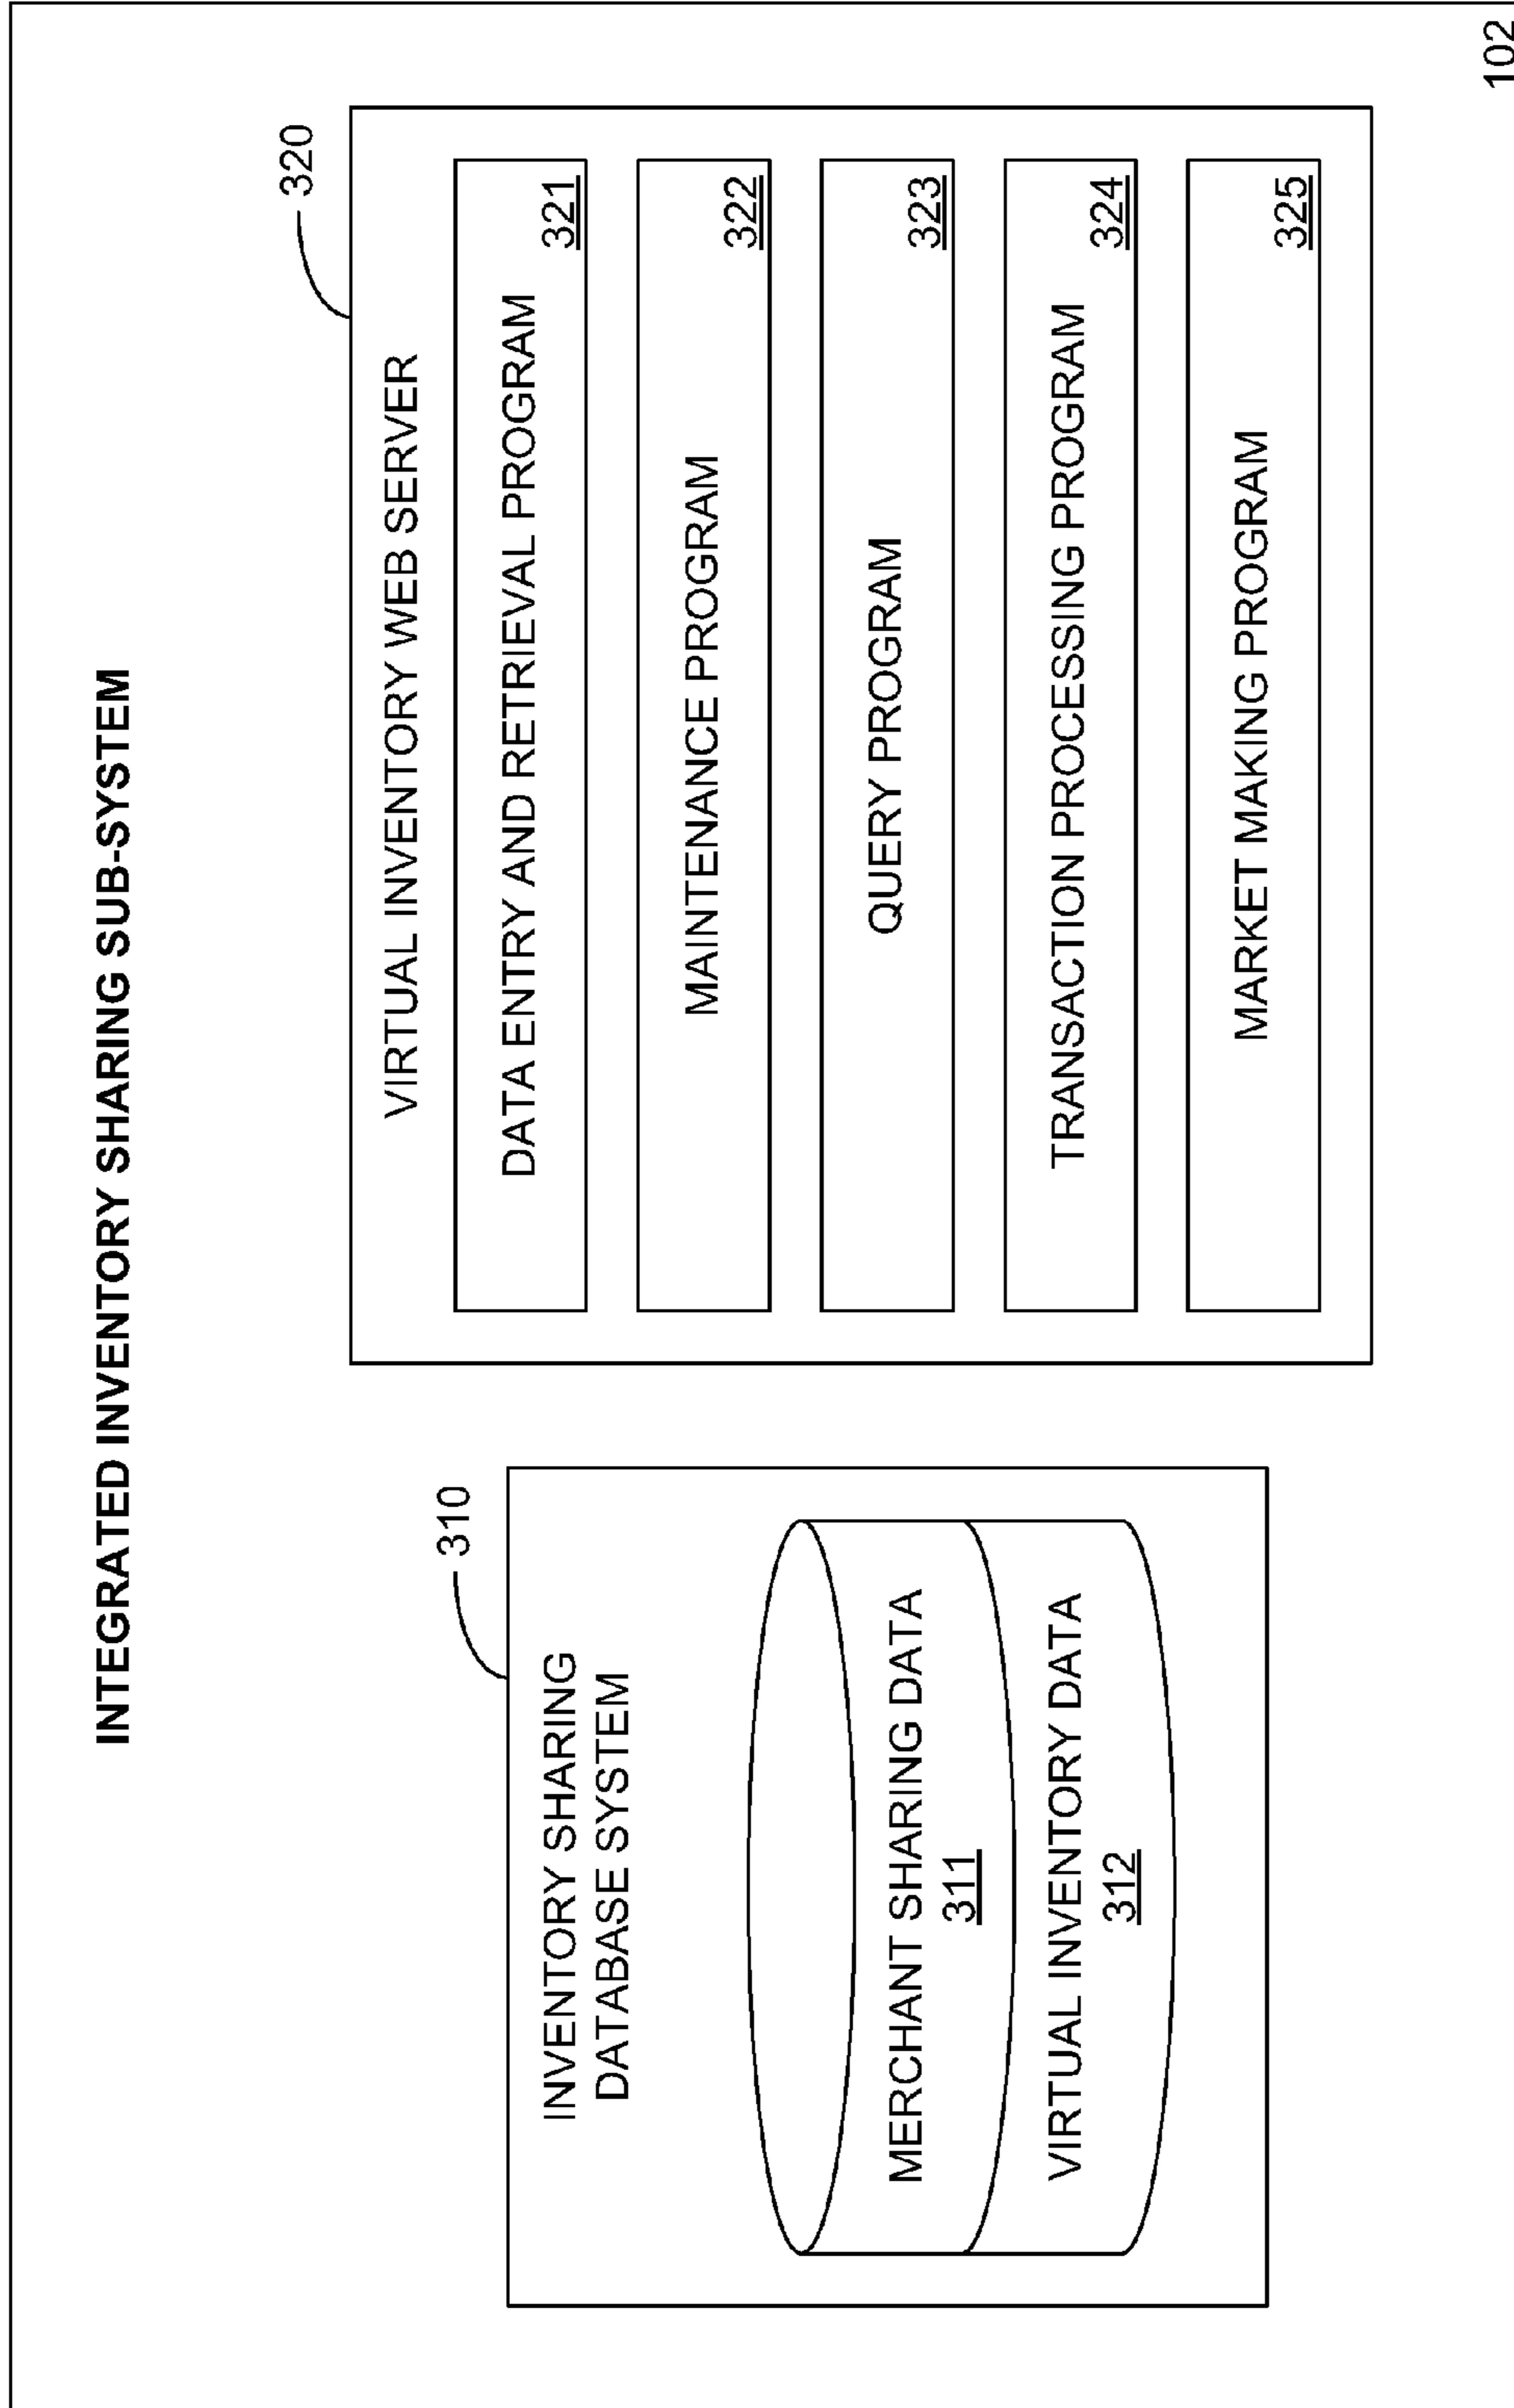 INTEGRATED INVENTORY SHARING SUB-SYSTEM
310
INVENTORY SHARING
DATABASE SYSTEM
MERCHANT SHARING DATA
311
VIRTUAL INVENTORY DATA
312
320
VIRTUAL INVENTORY WEB SERVER
DATA ENTRY AND RETRIEVAL PROGRAM
321
MAINTENANCE PROGRAM
322
QUERY PROGRAM
323
TRANSACTION PROCESSING PROGRAM
324
MARKET MAKING PROGRAM
325
102